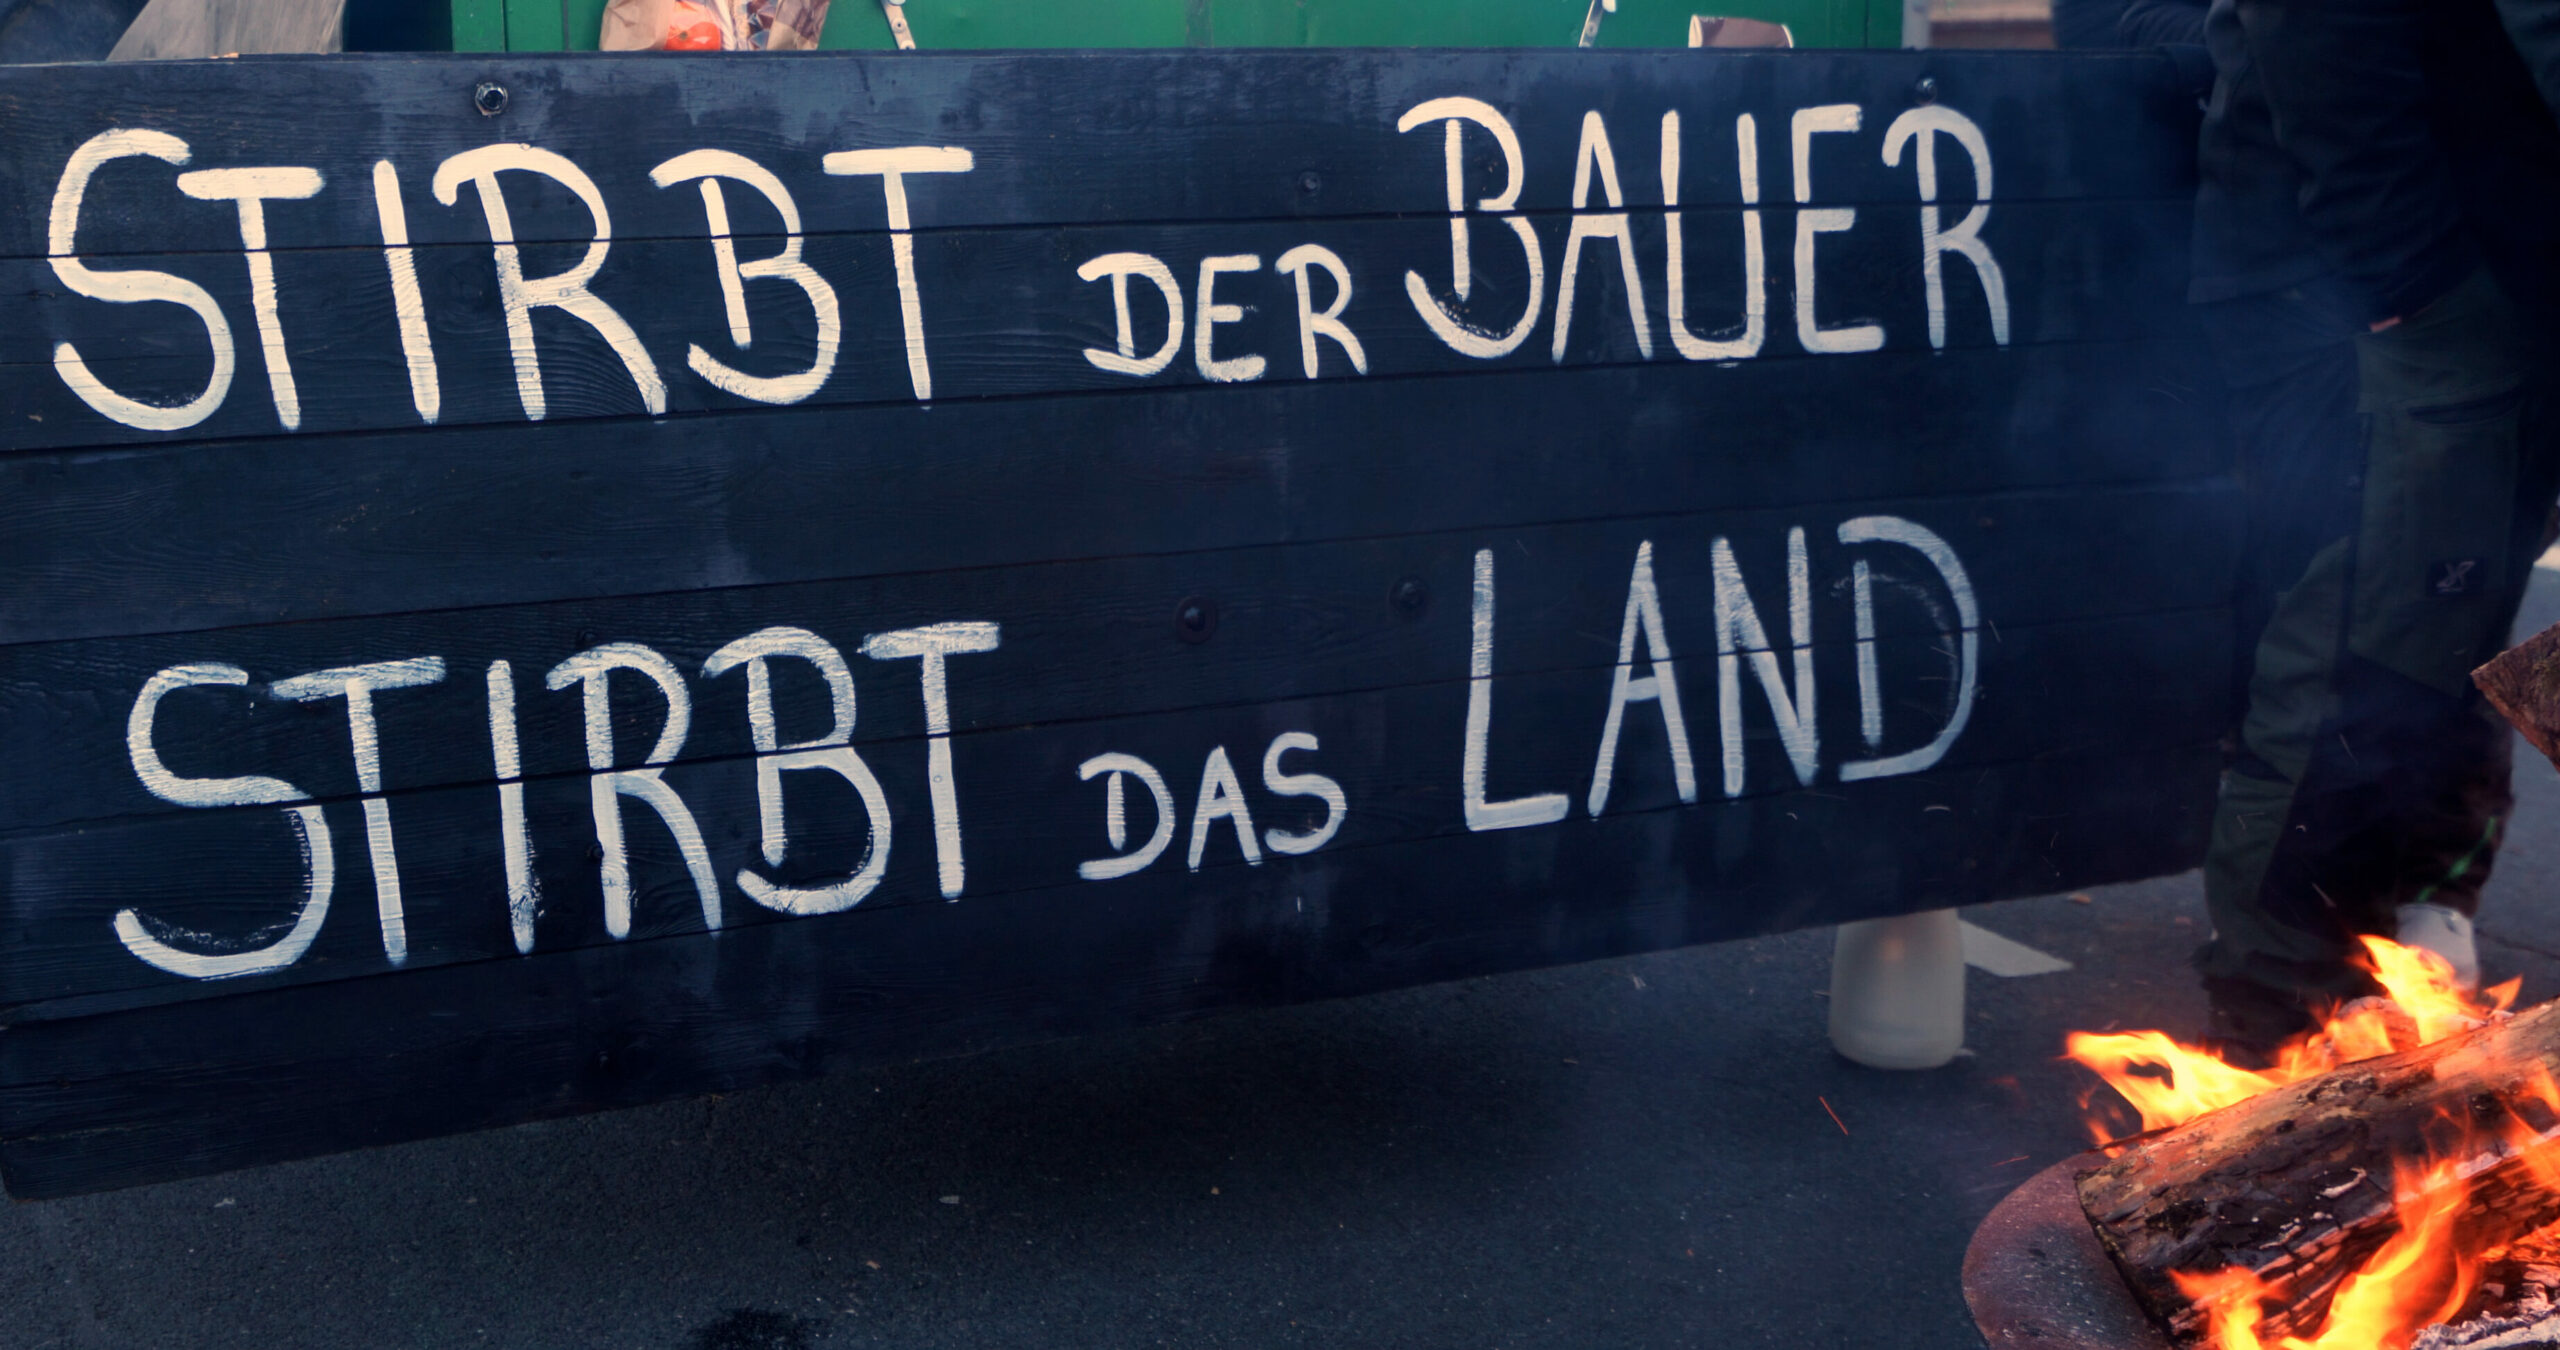 STIRBT DER BAUER
STIRBT DAS LAND